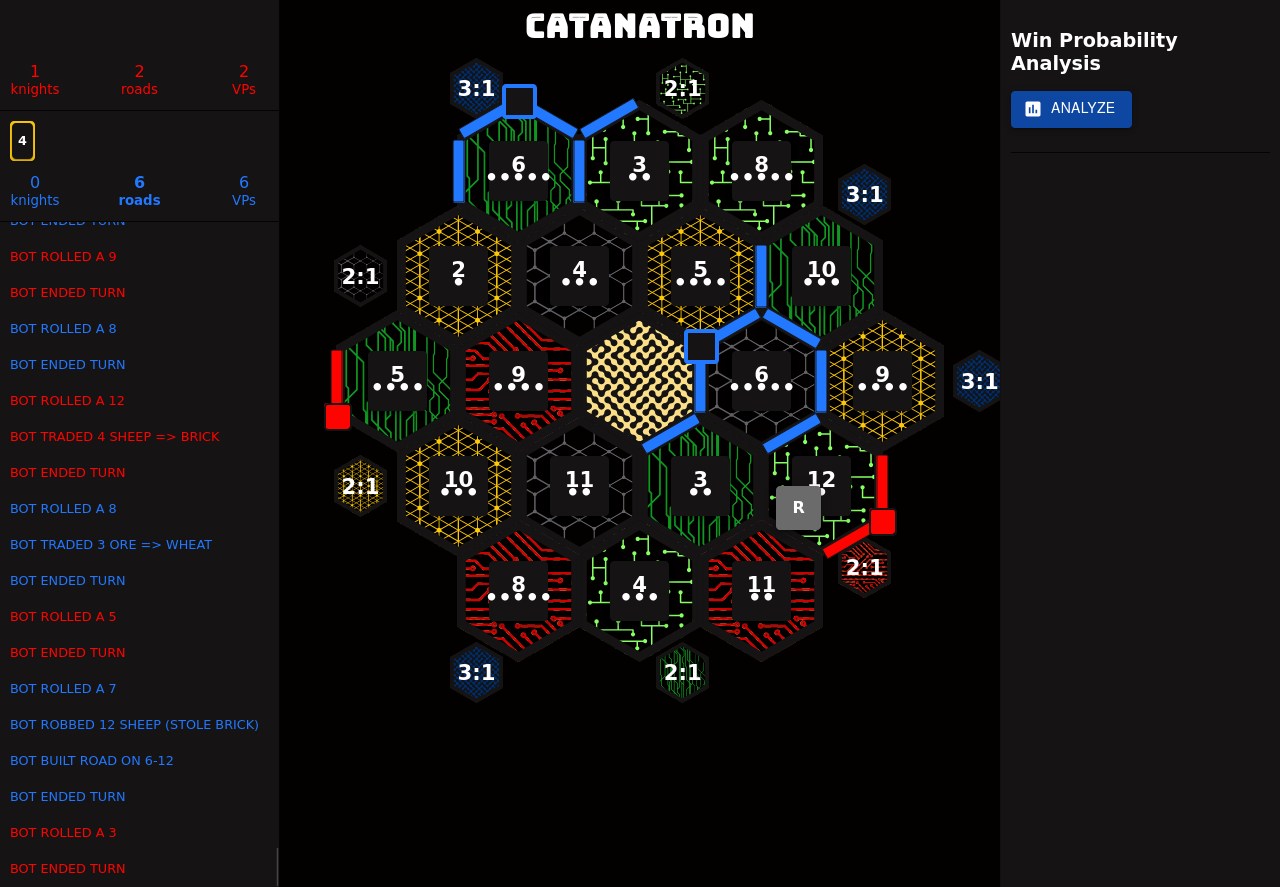 CATANATRON
1 2 2
knights roads VPs
4
0 6 6
knights roads VPs
BOT ENDED TURN
BOT ROLLED A 9
BOT ENDED TURN
BOT ROLLED A 8
BOT ENDED TURN
BOT ROLLED A 12
BOT TRADED 4 SHEEP => BRICK
BOT ENDED TURN
BOT ROLLED A 8
BOT TRADED 3 ORE => WHEAT
BOT ENDED TURN
BOT ROLLED A 5
BOT ENDED TURN
BOT ROLLED A 7
BOT ROBBED 12 SHEEP (STOLE BRICK)
BOT BUILT ROAD ON 6-12
BOT ENDED TURN
BOT ROLLED A 3
BOT ENDED TURN
3:1 2:1
6 3 8
3:1
2:1 2 4 5 10
5 9 6 9 3:1
2:1 10 11 3 12
R
8 4 11 2:1
3:1 2:1
Win Probability
Analysis
ANALYZE